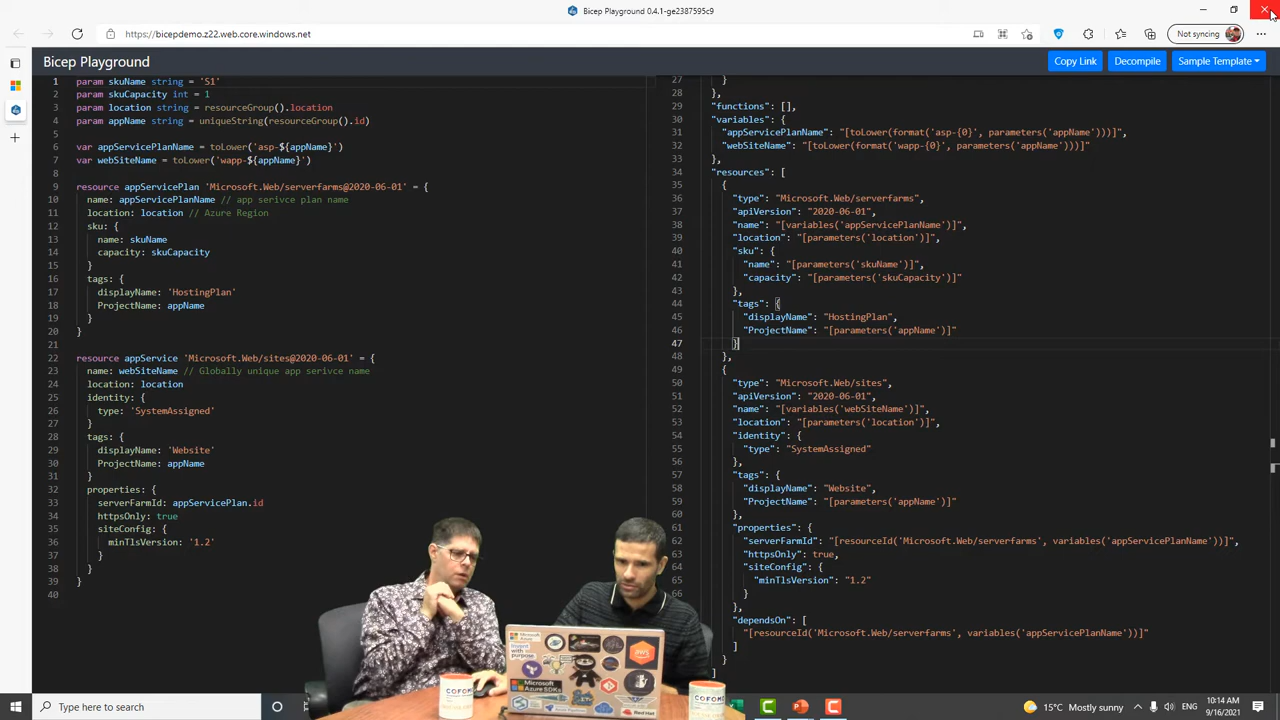 Bicep Playground 0.4.1-ge2387595c9
https://bicepdemo.z22.web.core.windows.net
Not syncing
Bicep Playground
Copy Link
Decompile
Sample Template
1 param skuName string = 'S1'
2 param skuCapacity int = 1
3 param location string = resourceGroup().location
4 param appName string = uniqueString(resourceGroup().id)
5
6 var appServicePlanName = toLower('asp-${appName}')
7 var webSiteName = toLower('wapp-${appName}')
8
9 resource appServicePlan 'Microsoft.Web/serverfarms@2020-06-01' = {
10 name: appServicePlanName // app serivce plan name
11 location: location // Azure Region
12 sku: {
13 name: skuName
14 capacity: skuCapacity
15 }
16 tags: {
17 displayName: 'HostingPlan'
18 ProjectName: appName
19 }
20 }
21
22 resource appService 'Microsoft.Web/sites@2020-06-01' = {
23 name: webSiteName // Globally unique app serivce name
24 location: location
25 identity: {
26 type: 'SystemAssigned'
27 }
28 tags: {
29 displayName: 'Website'
30 ProjectName: appName
31 }
32 properties: {
33 serverFarmId: appServicePlan.id
34 httpsOnly: true
35 siteConfig: {
36 minTlsVersion: '1.2'
37 }
38 }
39 }
40
27 }
28 },
29 "functions": [],
30 "variables": {
31 "appServicePlanName": "[toLower(format('asp-{0}', parameters('appName')))]",
32 "webSiteName": "[toLower(format('wapp-{0}', parameters('appName')))]"
33 },
34 "resources": [
35 {
36 "type": "Microsoft.Web/serverfarms",
37 "apiVersion": "2020-06-01",
38 "name": "[variables('appServicePlanName')]",
39 "location": "[parameters('location')]",
40 "sku": {
41 "name": "[parameters('skuName')]",
42 "capacity": "[parameters('skuCapacity')]"
43 },
44 "tags": {
45 "displayName": "HostingPlan",
46 "ProjectName": "[parameters('appName')]"
47 }
48 },
49 {
50 "type": "Microsoft.Web/sites",
51 "apiVersion": "2020-06-01",
52 "name": "[variables('webSiteName')]",
53 "location": "[parameters('location')]",
54 "identity": {
55 "type": "SystemAssigned"
56 },
57 "tags": {
58 "displayName": "Website",
59 "ProjectName": "[parameters('appName')]"
60 },
61 "properties": {
62 "serverFarmId": "[resourceId('Microsoft.Web/serverfarms', variables('appServicePlanName'))]",
63 "httpsOnly": true,
64 "siteConfig": {
65 "minTlsVersion": "1.2"
66 }
},
"dependsOn": [
"[resourceId('Microsoft.Web/serverfarms', variables('appServicePlanName'))]"
]
}
]
Microsoft Azure
Invent with purpose
AWS
Microsoft Azure SDKs
Red Hat
COFOMO
COFOMO
Type here to search
15°C Mostly sunny
10:14 AM
9/16/2021